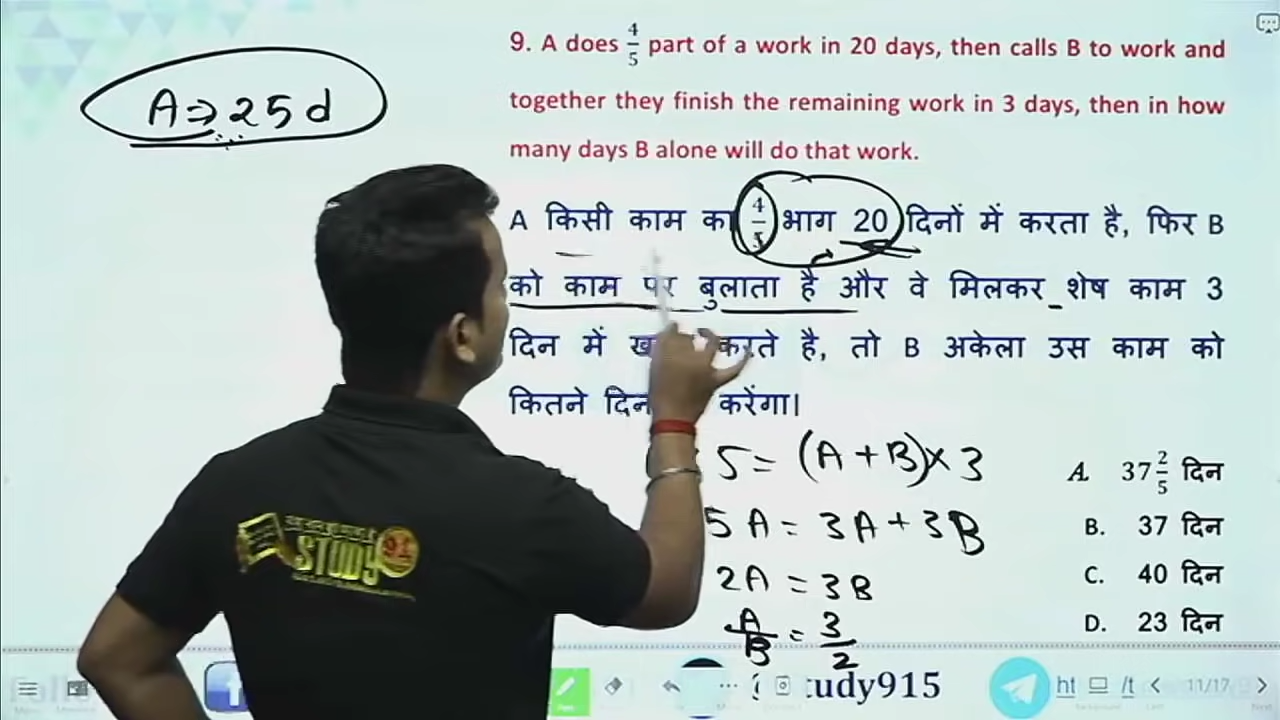 A⇒25d
9. A does 4/5 part of a work in 20 days, then calls B to work and
together they finish the remaining work in 3 days, then in how
many days B alone will do that work.
A किसी काम का 4/5 भाग 20 दिनों में करता है, फिर B
को काम पर बुलाता है और वे मिलकर शेष काम 3
दिन में करते है, तो B अकेला उस काम को
कितने दिन करेंगा।
5 = (A+B)×3
5A = 3A+3B
2A = 3B
A/B = 3/2
A. 37 2/5 दिन
B. 37 दिन
C. 40 दिन
D. 23 दिन
STUDY 91
tudy915
ht /t 11/17